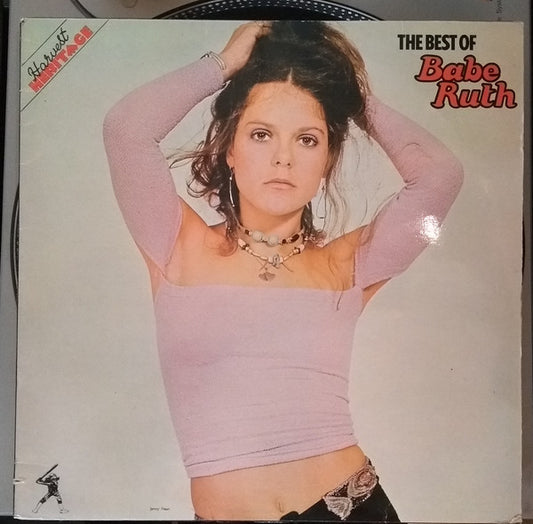 Harvest
HERITAGE
THE BEST OF
Babe
Ruth